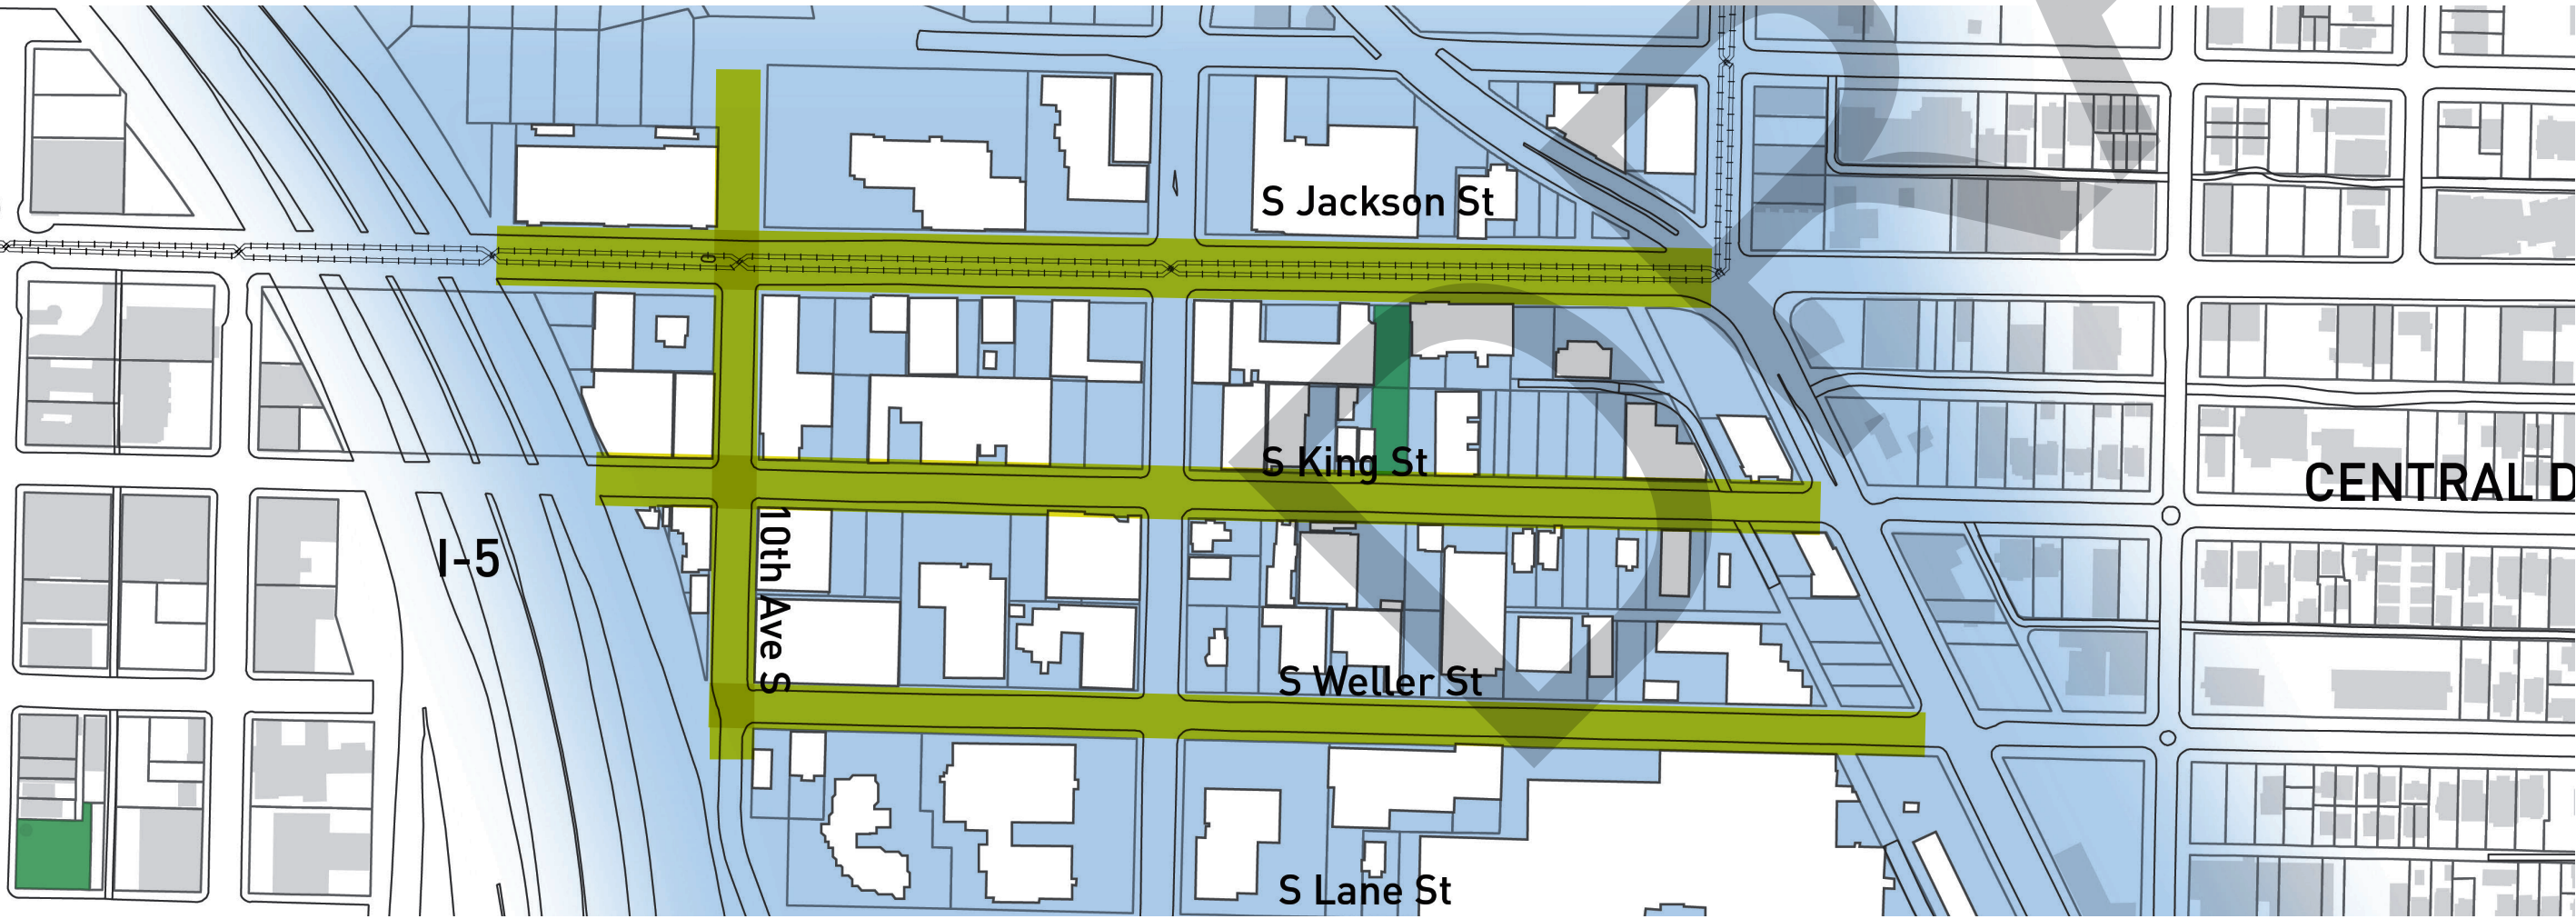 S Jackson St
S King St
CENTRAL D
I-5
10th Ave S
S Weller St
S Lane St